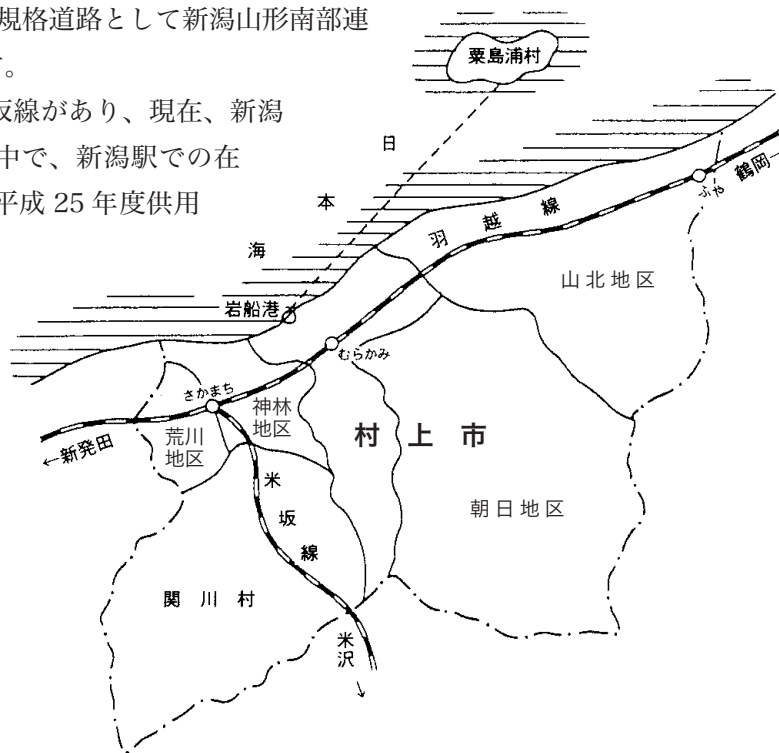 規格道路として新潟山形南部連
。
坂線があり、現在、新潟
中で、新潟駅での在
平成 25 年度供用
粟島浦村
日本海
鶴岡→
ふや
羽越線
山北地区
岩船港
むらかみ
さかまち
神林
地区
荒川
地区
←新発田
村上市
米坂線
朝日地区
関川村
米沢
↓